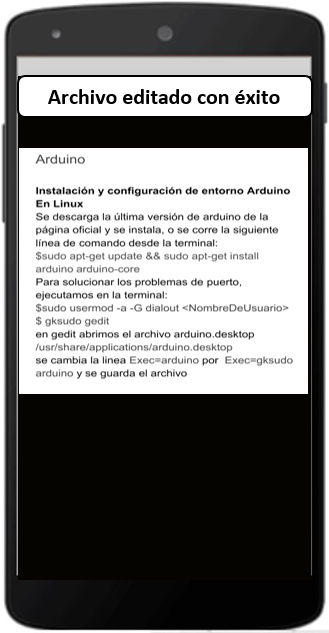 Archivo editado con éxito
Arduino
Instalación y configuración de entorno Arduino
En Linux
Se descarga la última versión de arduino de la
página oficial y se instala, o se corre la siguiente
línea de comando desde la terminal:
$sudo apt-get update && sudo apt-get install
arduino arduino-core
Para solucionar los problemas de puerto,
ejecutamos en la terminal:
$sudo usermod -a -G dialout <NombreDeUsuario>
$ gksudo gedit
en gedit abrimos el archivo arduino.desktop
/usr/share/applications/arduino.desktop
se cambia la linea Exec=arduino por  Exec=gksudo
arduino y se guarda el archivo